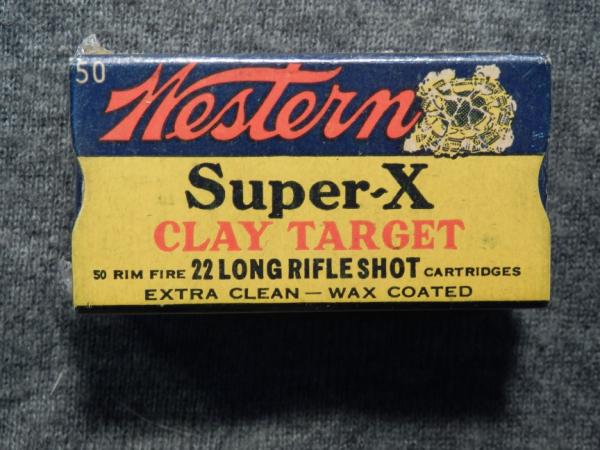 50
Western
Super-X
CLAY TARGET
50 RIM FIRE 22 LONG RIFLE SHOT CARTRIDGES
EXTRA CLEAN — WAX COATED